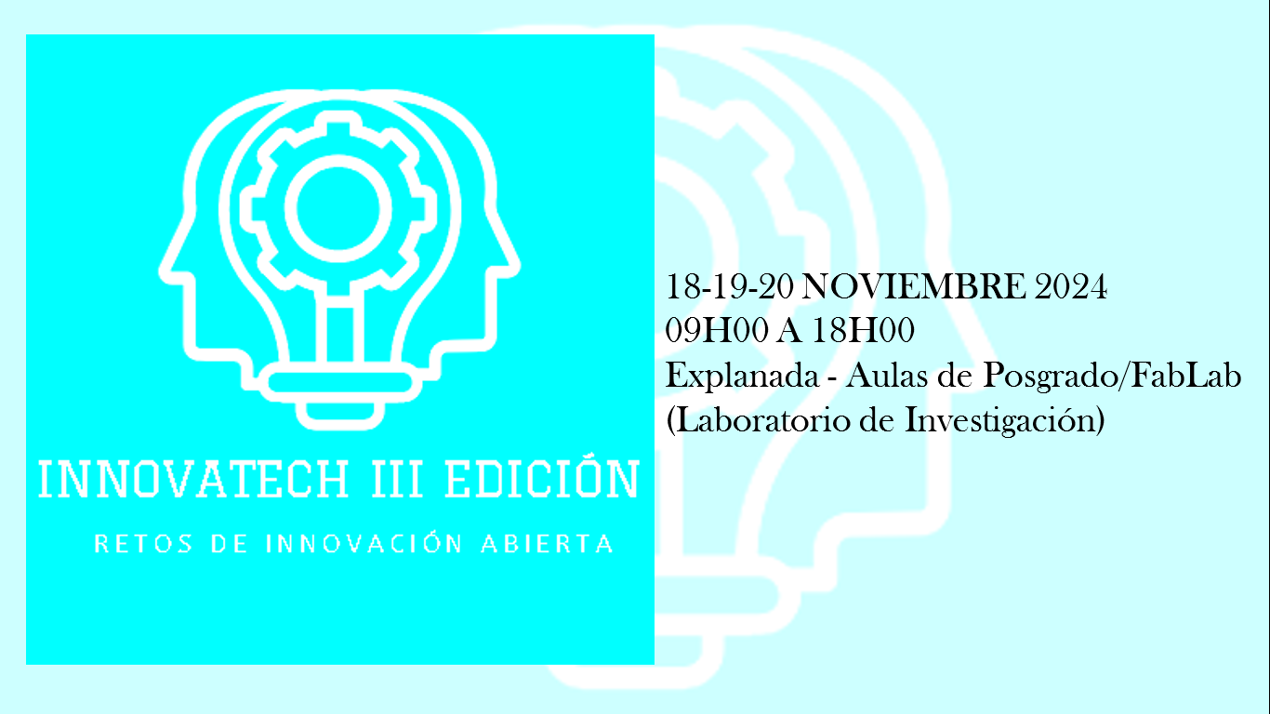 INNOVATECH III EDICIÓN
RETOS DE INNOVACIÓN ABIERTA
18-19-20 NOVIEMBRE 2024
09H00 A 18H00
Explanada - Aulas de Posgrado/FabLab
(Laboratorio de Investigación)